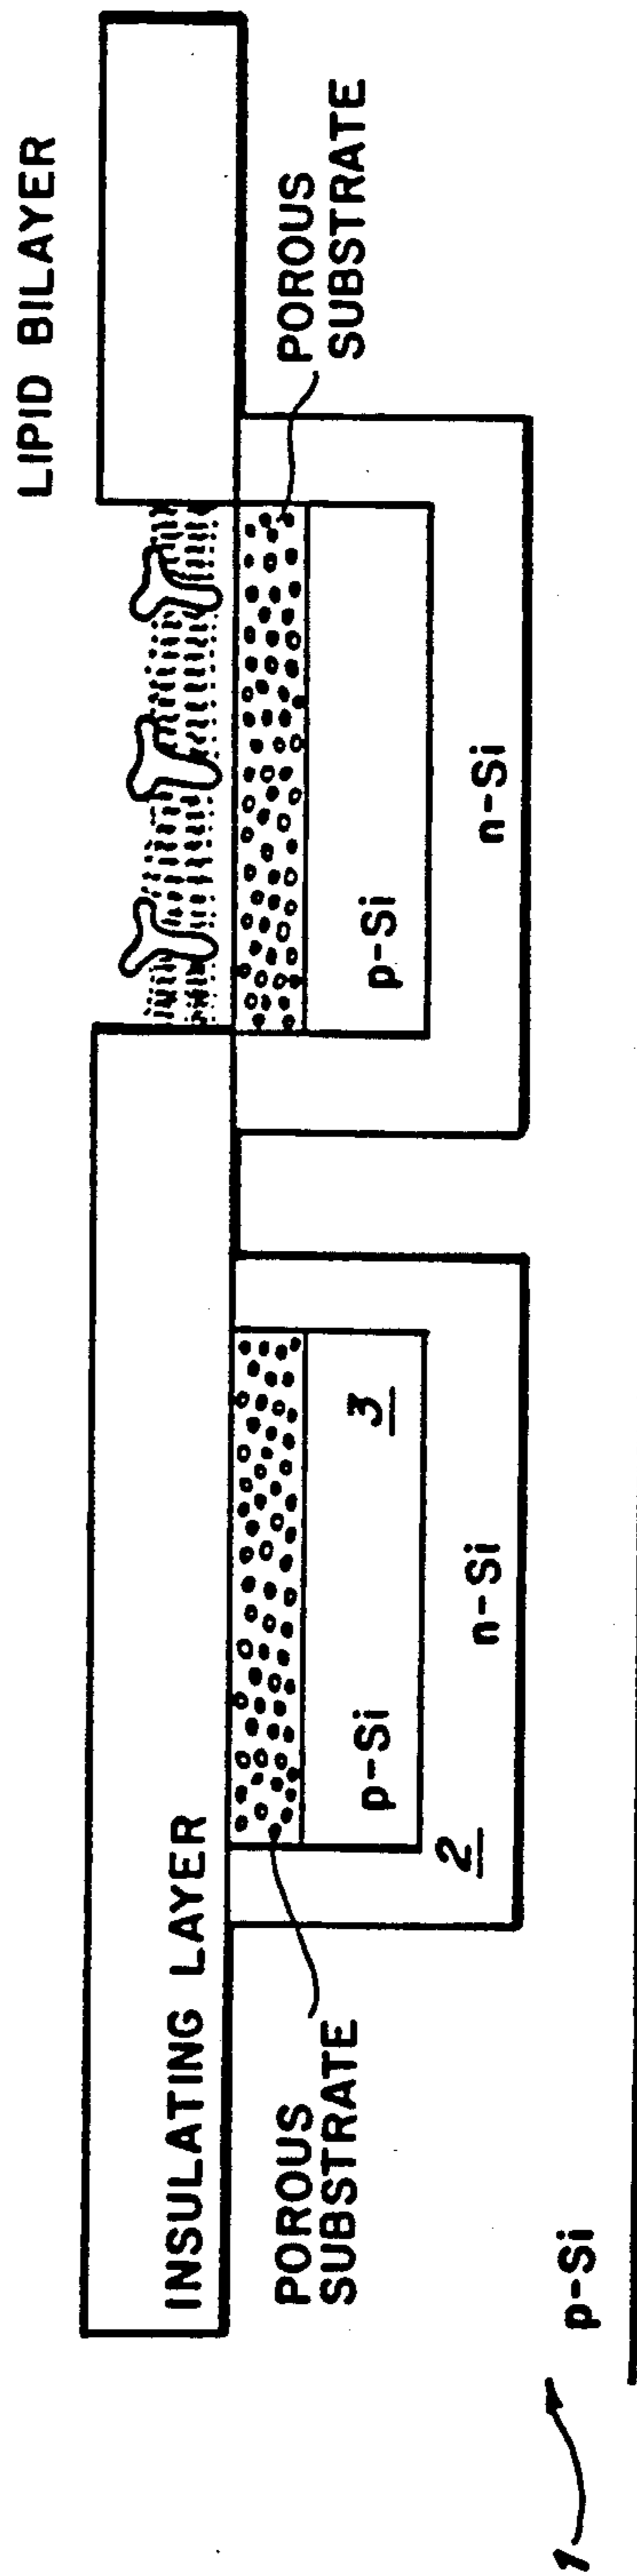 LIPID BILAYER
INSULATING LAYER
POROUS
SUBSTRATE
POROUS
SUBSTRATE
p-Si
3
p-Si
2
n-Si
n-Si
1
p-Si